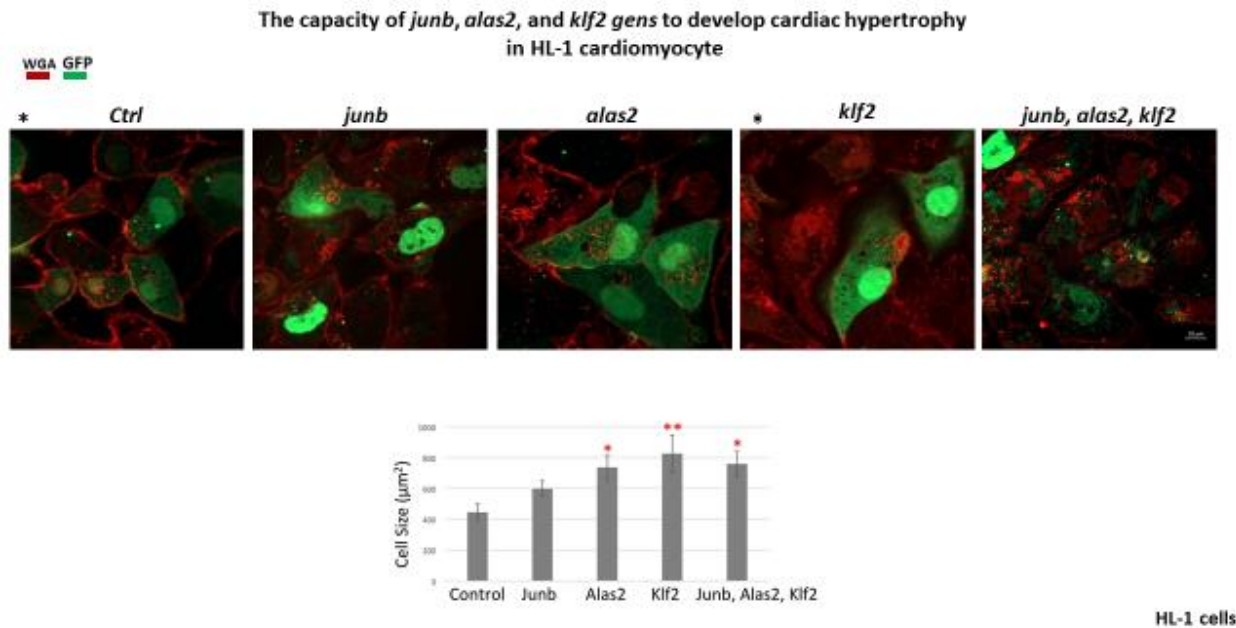 The capacity of junb, alas2, and klf2 gens to develop cardiac hypertrophy
in HL-1 cardiomyocyte
WGA GFP
* Ctrl
junb
alas2
* klf2
junb, alas2, klf2
1000
800
600
400
200
0
Cell Size (µm²)
*
**
*
Control Junb Alas2 Klf2 Junb, Alas2, Klf2
HL-1 cells